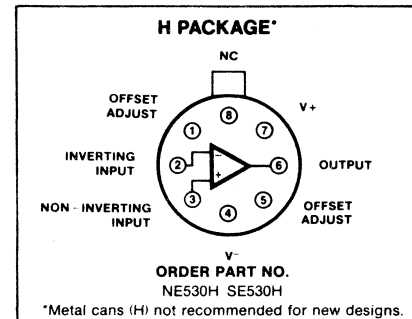 H PACKAGE*
NC
OFFSET
ADJUST
V+
8
1
7
INVERTING
INPUT
2
−
6
OUTPUT
+
NON-INVERTING
INPUT
3
5
OFFSET
ADJUST
4
V−
ORDER PART NO.
NE530H SE530H
*Metal cans (H) not recommended for new designs.